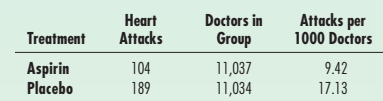 Heart Doctors in Attacks per
Treatment Attacks Group 1000 Doctors
Aspirin 104 11,037 9.42
Placebo 189 11,034 17.13